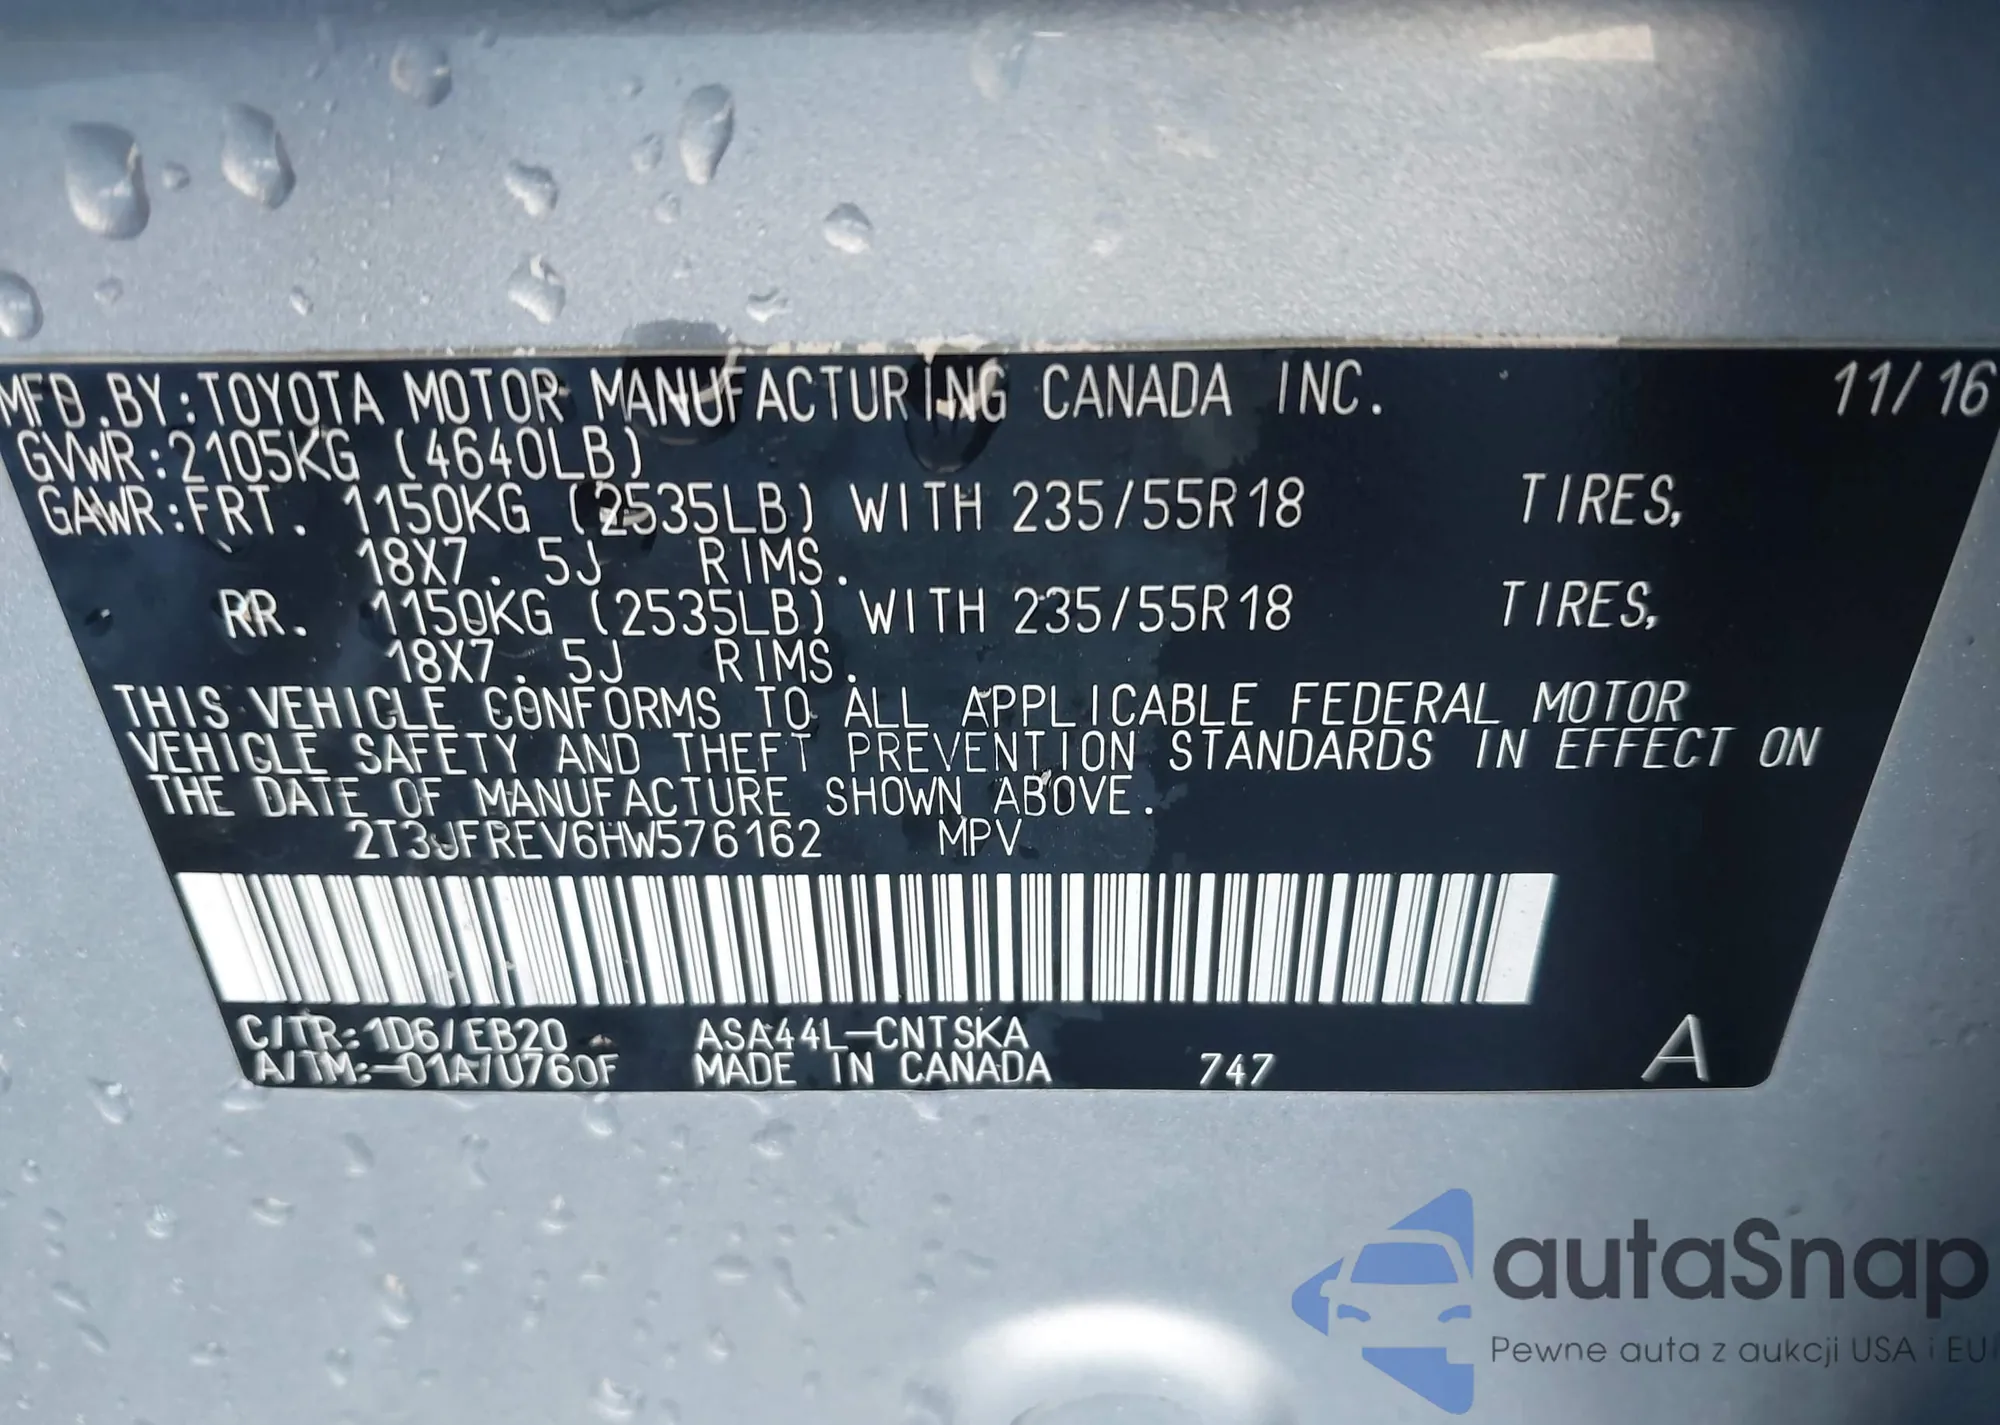 MFD.BY:TOYOTA MOTOR MANUFACTURING CANADA INC. 11/16
GVWR:2105KG (4640LB)
GAWR:FRT. 1150KG (2535LB) WITH 235/55R18 TIRES,
18X7.5J RIMS.
RR. 1150KG (2535LB) WITH 235/55R18 TIRES,
18X7.5J RIMS.
THIS VEHICLE CONFORMS TO ALL APPLICABLE FEDERAL MOTOR
VEHICLE SAFETY AND THEFT PREVENTION STANDARDS IN EFFECT ON
THE DATE OF MANUFACTURE SHOWN ABOVE.
2T3JFREV6HW576162 MPV
C/TR:1D6/EB20 ASA44L-CNTSKA
A/TM:-01A/U760F MADE IN CANADA 747 A
autaSnap
Pewne auta z aukcji USA i EU